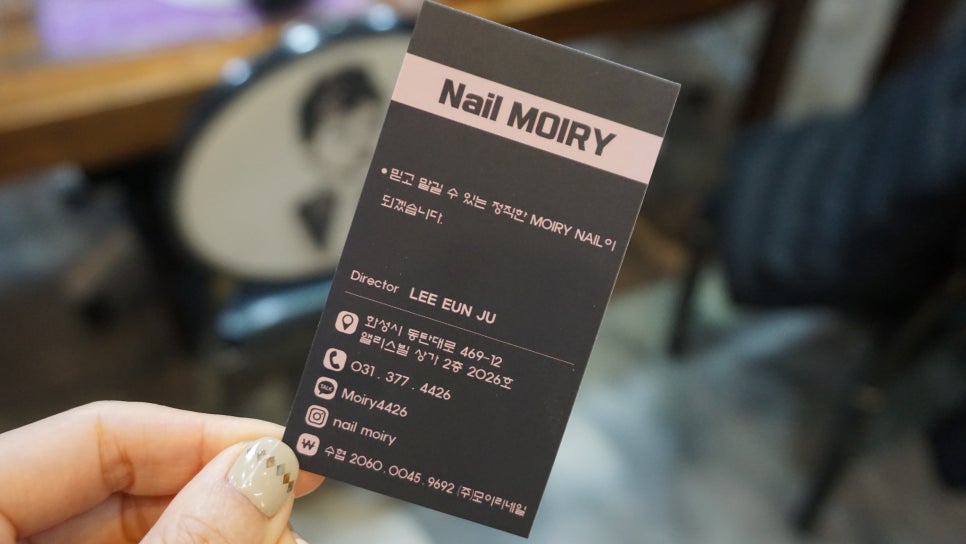 Nail MOIRY
• 믿고 맡길 수 있는 정직한 MOIRY NAIL이
되겠습니다.
Director LEE EUN JU
화성시 동탄대로 469-12
앨리스빌 상가 2층 2026호
031 . 377 . 4426
TALK Moiry4426
nail moiry
₩ 수협 2060 . 0045 . 9692 (주)모이리네일